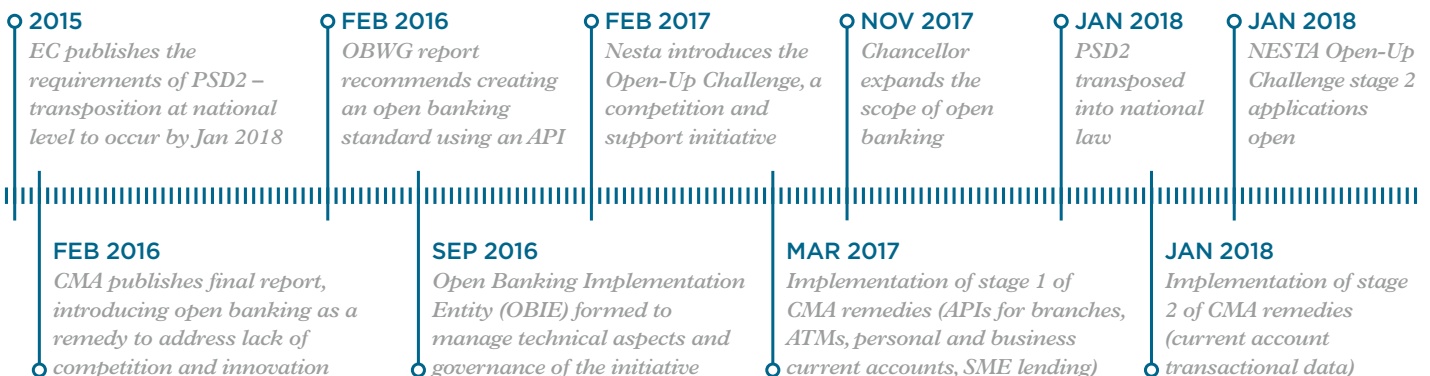 2015
EC publishes the
requirements of PSD2 –
transposition at national
level to occur by Jan 2018
FEB 2016
OBWG report
recommends creating
an open banking
standard using an API
FEB 2017
Nesta introduces the
Open-Up Challenge, a
competition and
support initiative
NOV 2017
Chancellor
expands the
scope of open
banking
JAN 2018
PSD2
transposed
into national
law
JAN 2018
NESTA Open-Up
Challenge stage 2
applications
open
FEB 2016
CMA publishes final report,
introducing open banking as a
remedy to address lack of
competition and innovation
SEP 2016
Open Banking Implementation
Entity (OBIE) formed to
manage technical aspects and
governance of the initiative
MAR 2017
Implementation of stage 1 of
CMA remedies (APIs for branches,
ATMs, personal and business
current accounts, SME lending)
JAN 2018
Implementation of stage
2 of CMA remedies
(current account
transactional data)